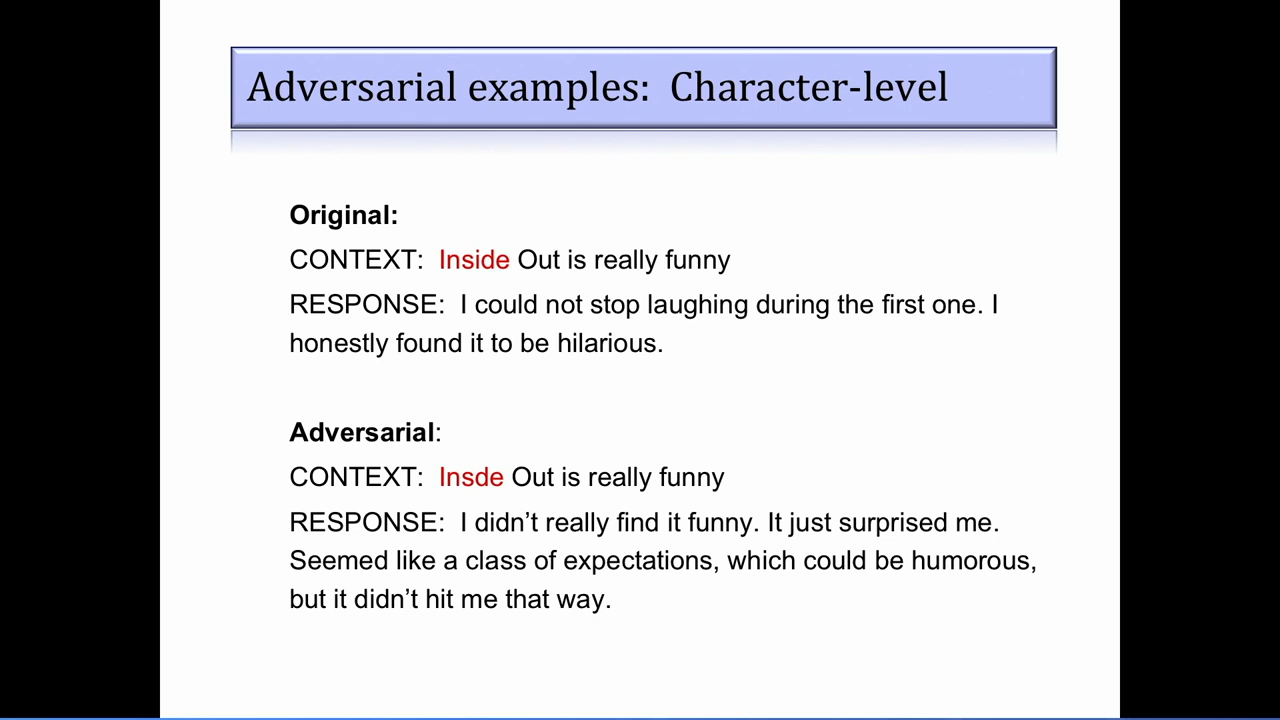 Adversarial examples:  Character-level
Original:
CONTEXT:  Inside Out is really funny
RESPONSE:  I could not stop laughing during the first one. I
honestly found it to be hilarious.
Adversarial:
CONTEXT:  Insde Out is really funny
RESPONSE:  I didn’t really find it funny. It just surprised me.
Seemed like a class of expectations, which could be humorous,
but it didn’t hit me that way.